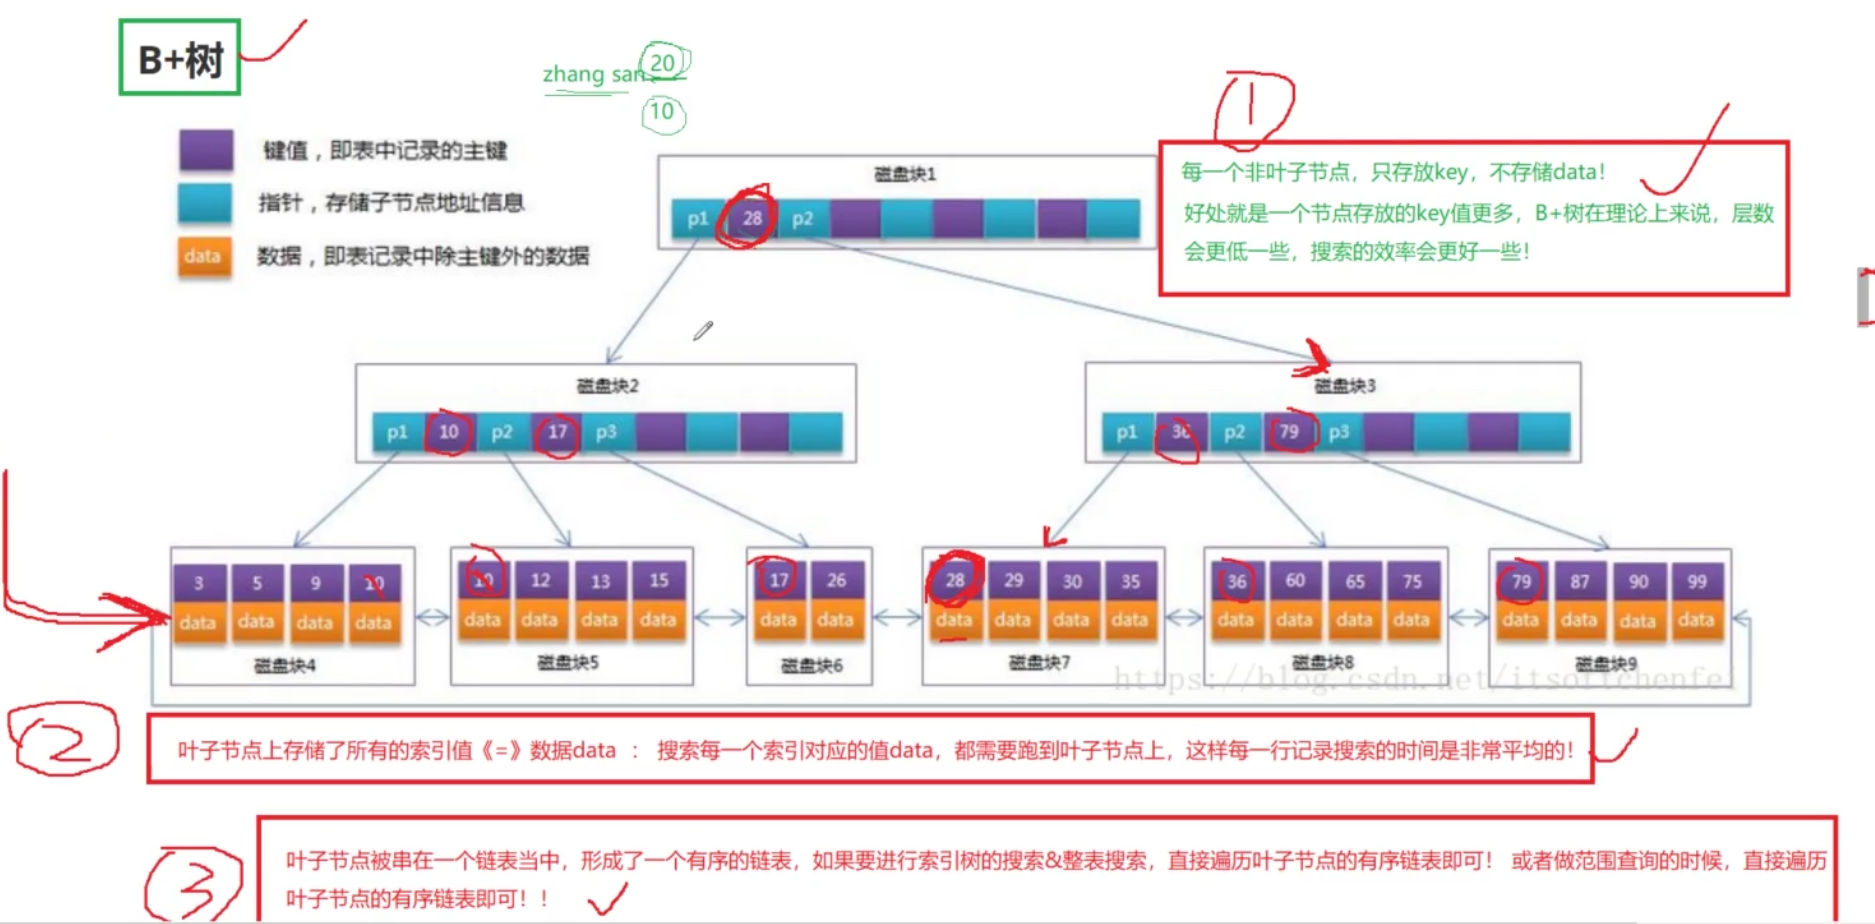 B+树
zhang san 20
10
键值，即表中记录的主键
指针，存储子节点地址信息
data 数据，即表记录中除主键外的数据
①
每一个非叶子节点，只存放key，不存储data！
好处就是一个节点存放的key值更多，B+树在理论上来说，层数
会更低一些，搜索的效率会更好一些！
磁盘块1
p1 28 p2
磁盘块2
p1 10 p2 17 p3
磁盘块3
p1 36 p2 79 p3
3 5 9 10
data data data data
磁盘块4
10 12 13 15
data data data data
磁盘块5
17 26
data data
磁盘块6
28 29 30 35
data data data data
磁盘块7
36 60 65 75
data data data data
磁盘块8
79 87 90 99
data data data data
磁盘块9
https://blog.csdn.net/itsoftchenfei
②
叶子节点上存储了所有的索引值《=》数据data ： 搜索每一个索引对应的值data，都需要跑到叶子节点上，这样每一行记录搜索的时间是非常平均的！
③
叶子节点被串在一个链表当中，形成了一个有序的链表，如果要进行索引树的搜索&整表搜索，直接遍历叶子节点的有序链表即可！ 或者做范围查询的时候，直接遍历
叶子节点的有序链表即可！！